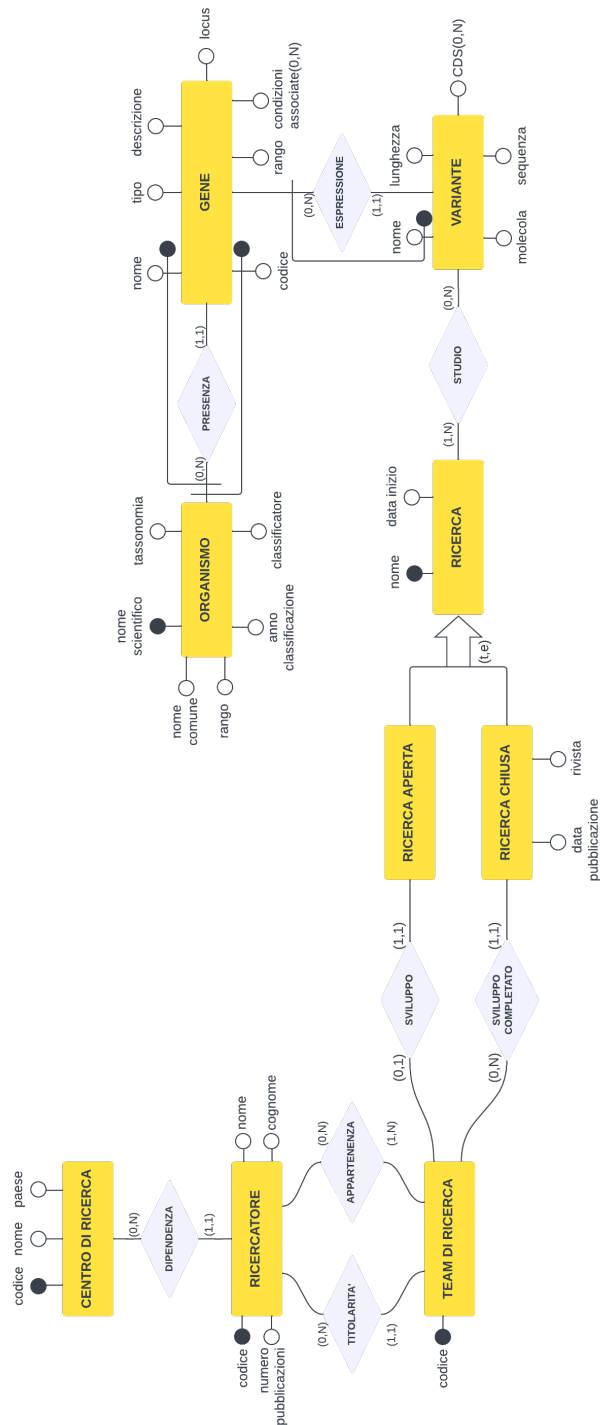 locus
descrizione
condizioni
associate(0,N)
tipo
rango
GENE
nome
codice
CDS(0,N)
lunghezza
sequenza
VARIANTE
nome
molecola
(0,N)
ESPRESSIONE
(1,1)
(1,1)
PRESENZA
(0,N)
(0,N)
STUDIO
(1,N)
tassonomia
classificatore
ORGANISMO
nome
scientifico
anno
classificazione
nome
comune
rango
data inizio
nome
RICERCA
(t,e)
RICERCA APERTA
RICERCA CHIUSA
rivista
data
pubblicazione
(1,1)
(1,1)
SVILUPPO
SVILUPPO
COMPLETATO
(0,1)
(0,N)
paese
nome
codice
CENTRO DI RICERCA
(0,N)
DIPENDENZA
(1,1)
nome
cognome
RICERCATORE
codice
numero
pubblicazioni
(0,N)
APPARTENENZA
(1,N)
(0,N)
TITOLARITA'
(1,1)
TEAM DI RICERCA
codice